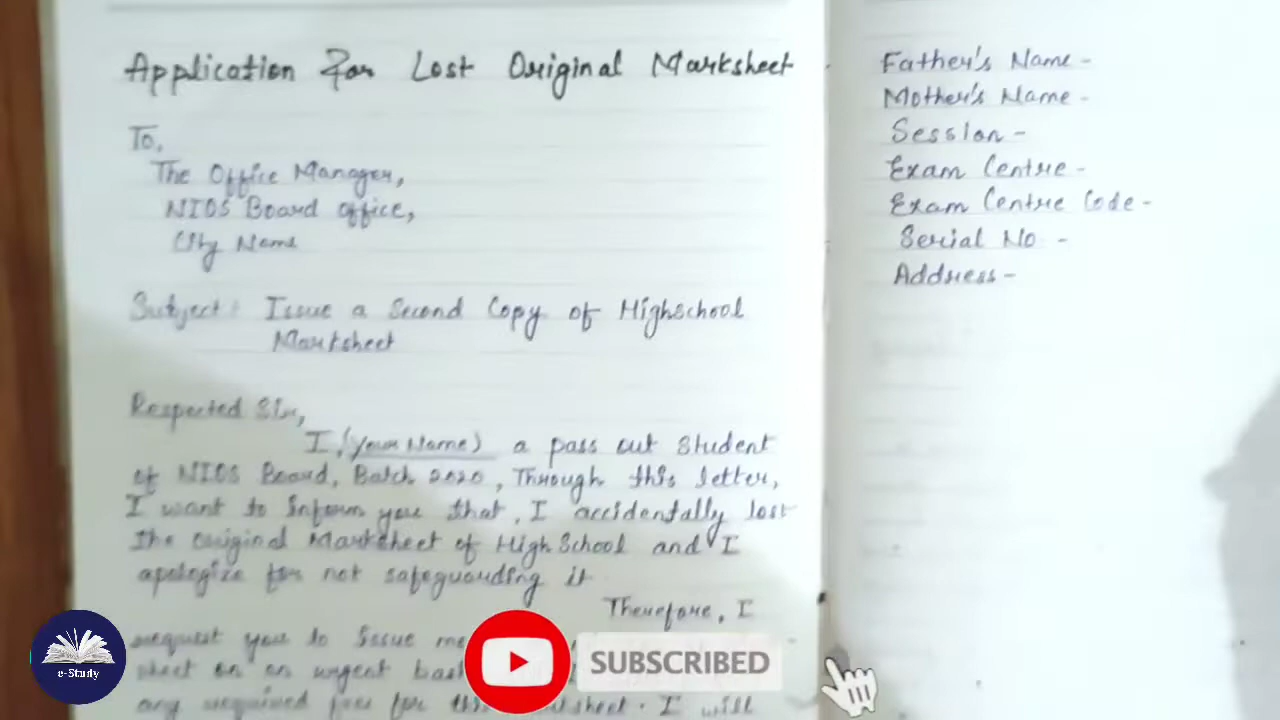 Application For Lost Original Marksheet
To,
The Office Manager,
NIOS Board office,
City Name
Subject: Issue a Second Copy of Highschool
Marksheet
Respected Sir,
I, (your Name) a pass out student
of NIOS Board, Batch 2020, Through this letter,
I want to inform you that, I accidentally lost
the original Marksheet of High School and I
apologize for not safeguarding it
Therefore, I
request you to issue me
sheet on an urgent
any required fees for this marksheet. I will
Father's Name -
Mother's Name -
Session -
Exam Centre -
Exam Centre Code -
Serial No -
Address -
e-Study
SUBSCRIBED